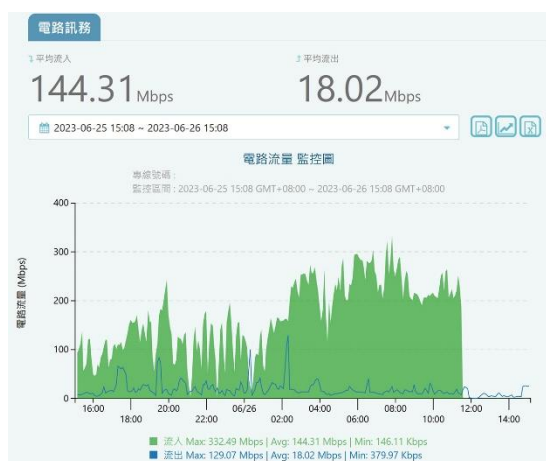 電路訊務
平均流入
平均流出
144.31 Mbps
18.02 Mbps
2023-06-25 15:08 ~ 2023-06-26 15:08
電路流量 監控圖
專線號碼 :
監控區間 : 2023-06-25 15:08 GMT+08:00 ~ 2023-06-26 15:08 GMT+08:00
電路流量 (Mbps)
400
300
200
100
0
16:00
18:00
20:00
22:00
06/26
02:00
04:00
06:00
08:00
10:00
12:00
14:00
流入 Max: 332.49 Mbps | Avg: 144.31 Mbps | Min: 146.11 Kbps
流出 Max: 129.07 Mbps | Avg: 18.02 Mbps | Min: 379.97 Kbps